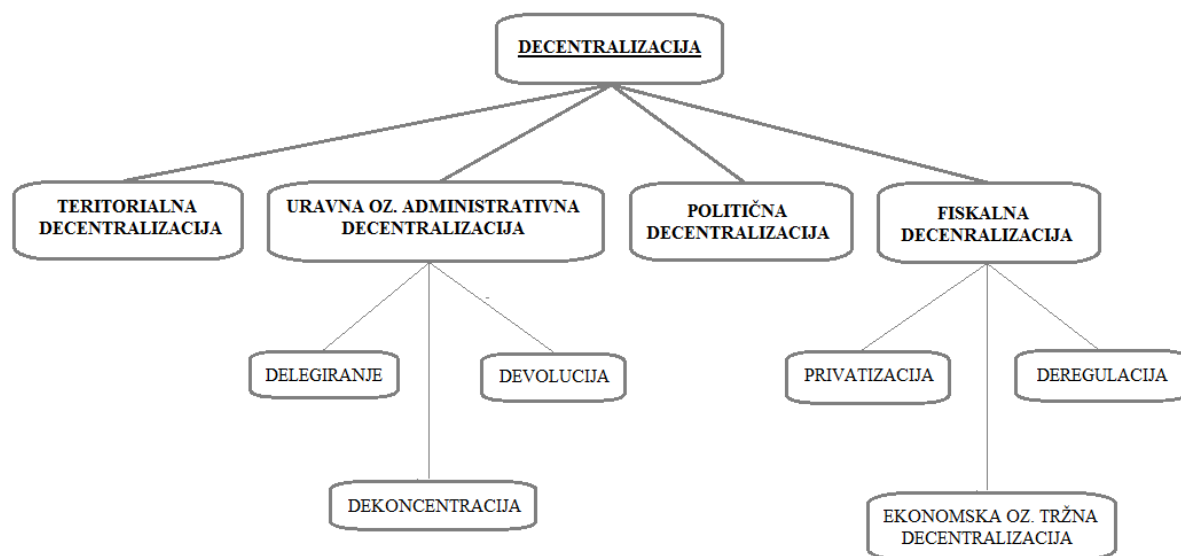 DECENTRALIZACIJA
TERITORIALNA
DECENTRALIZACIJA
URAVNA OZ. ADMINISTRATIVNA
DECENTRALIZACIJA
POLITIČNA
DECENTRALIZACIJA
FISKALNA
DECENRALIZACIJA
DELEGIRANJE
DEVOLUCIJA
PRIVATIZACIJA
DEREGULACIJA
DEKONCENTRACIJA
EKONOMSKA OZ. TRŽNA
DECENTRALIZACIJA